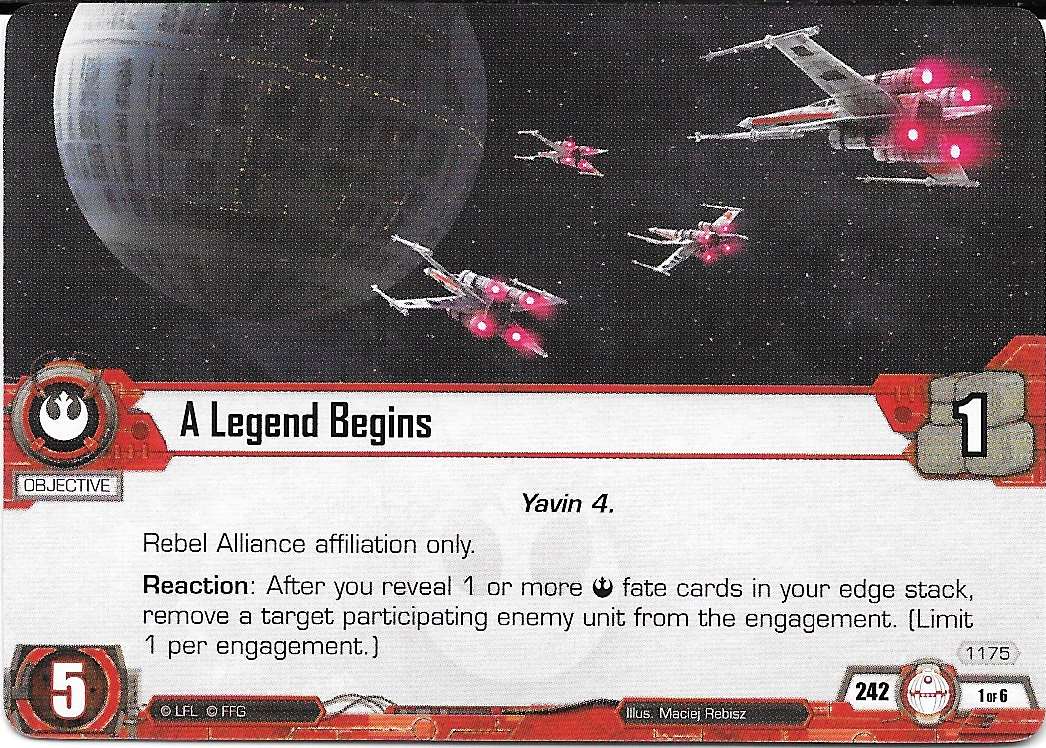 A Legend Begins
1
OBJECTIVE
Yavin 4.
Rebel Alliance affiliation only.
Reaction: After you reveal 1 or more fate cards in your edge stack,
remove a target participating enemy unit from the engagement. (Limit
1 per engagement.)
1175
5
© LFL © FFG
Illus. Maciej Rebisz
242
1 OF 6